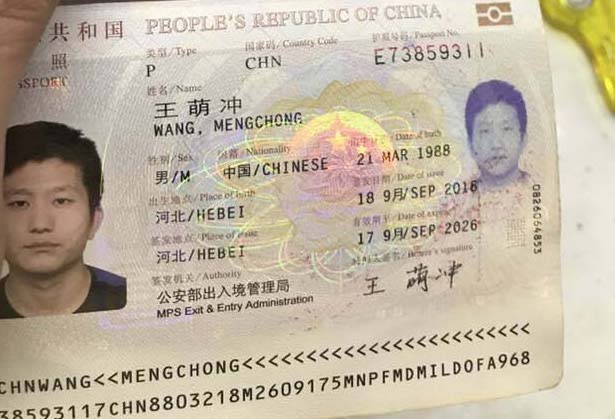 共和国 PEOPLE'S REPUBLIC OF CHINA
照 类型/Type 国家码/Country Code 护照号码/Passport No.
SSPORT P CHN E73859311
姓名/Name
王萌冲
WANG, MENGCHONG
性别/Sex 国籍/Nationality Date of birth
男/M 中国/CHINESE 21 MAR 1988
出生地点/Place of birth 签发日期/Date of issue
河北/HEBEI 18 9月/SEP 2016
签发地点/Place of issue 有效期至/Date of expiry
河北/HEBEI 17 9月/SEP 2026
签发机关/Authority 持照人签名/Bearer's signature
公安部出入境管理局 王萌冲
MPS Exit & Entry Administration
0826064853
CHNWANG<<MENGCHONG<<<<<<<<<<<<<<<<<<<<<<<<
38593117CHN8803218M2609175MNPFMDMILDOFA968